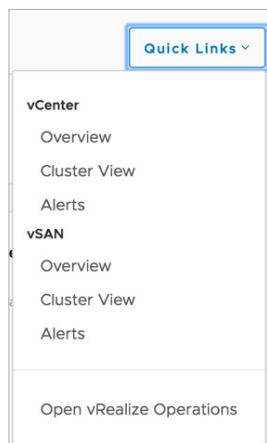 Quick Links
vCenter
Overview
Cluster View
Alerts
vSAN
Overview
Cluster View
Alerts
Open vRealize Operations